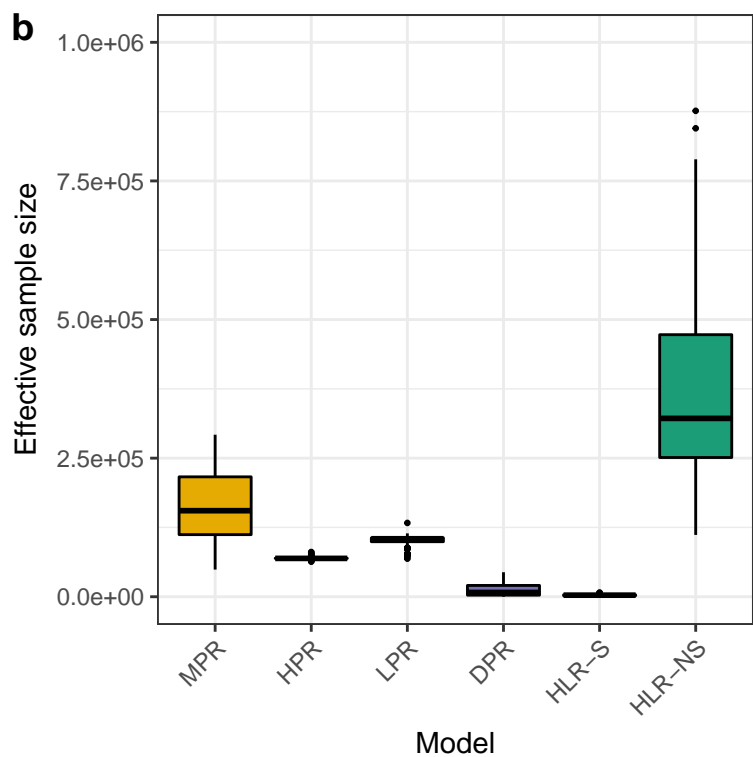 b
Effective sample size
1.0e+06
7.5e+05
5.0e+05
2.5e+05
0.0e+00
MPR
HPR
LPR
DPR
HLR−S
HLR−NS
Model